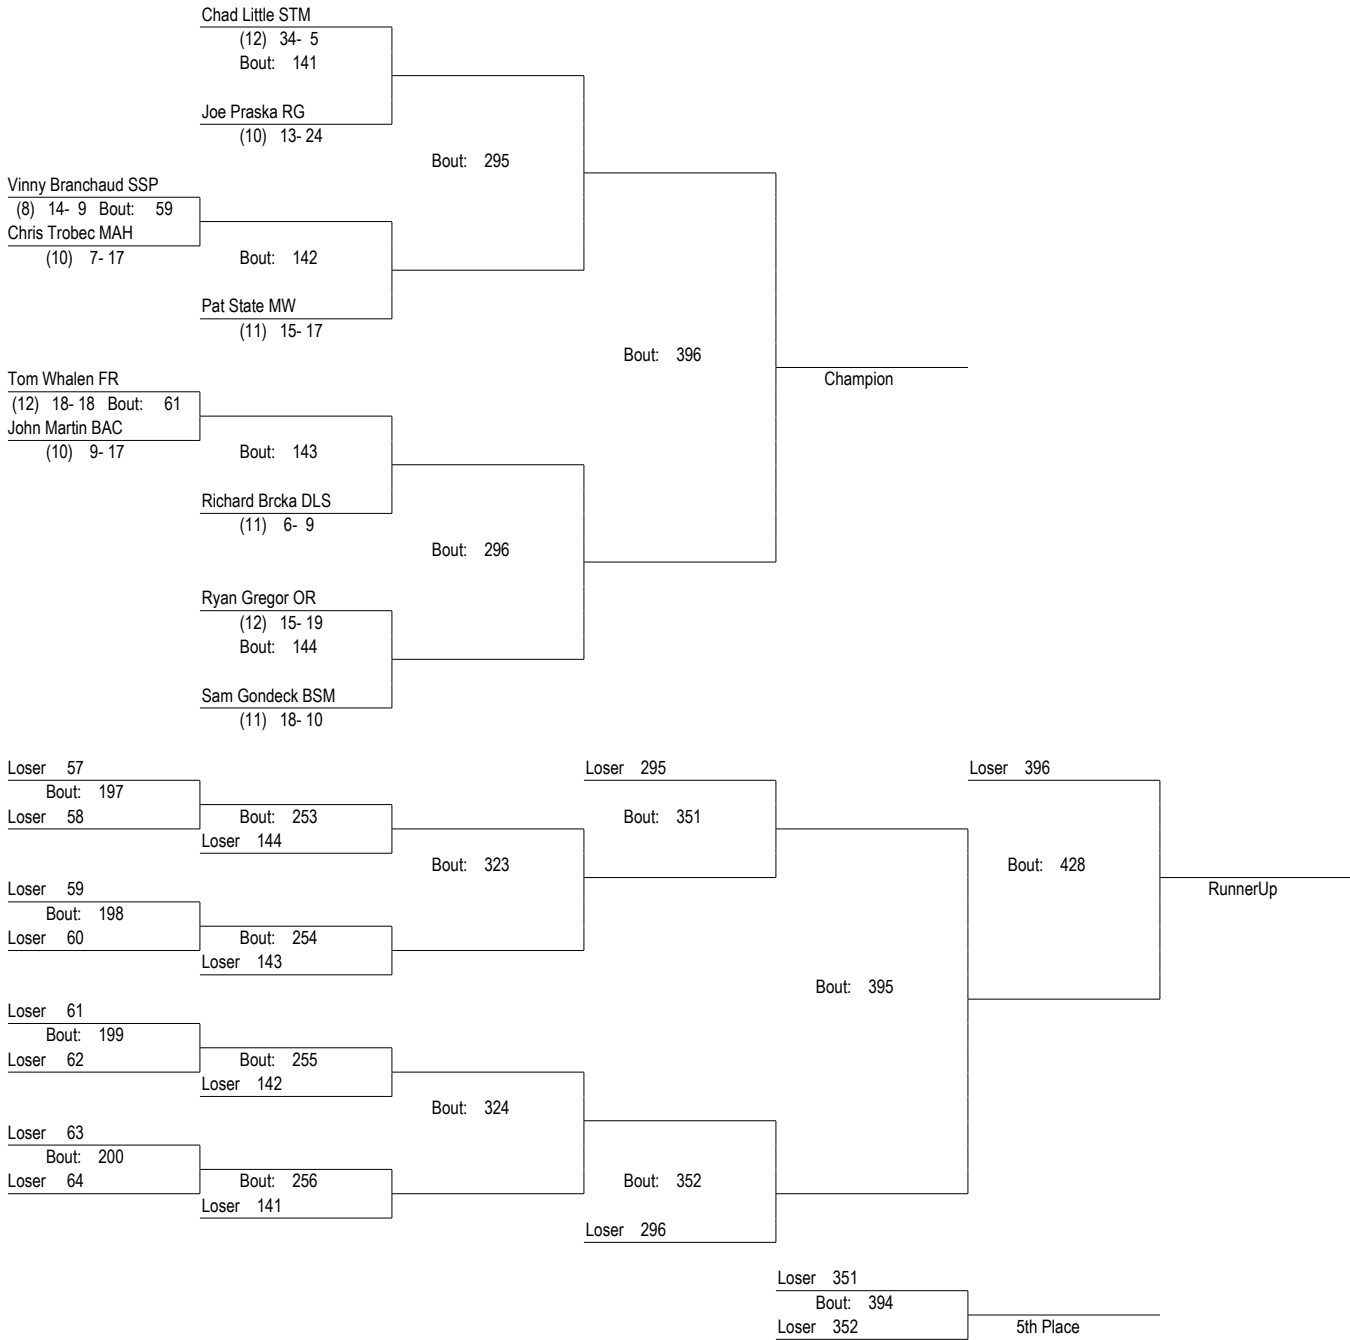 Chad Little STM
(12) 34- 5
Bout: 141
Joe Praska RG
(10) 13- 24
Bout: 295
Vinny Branchaud SSP
(8) 14- 9 Bout: 59
Chris Trobec MAH
(10) 7- 17
Bout: 142
Pat State MW
(11) 15- 17
Bout: 396
Champion
Tom Whalen FR
(12) 18- 18 Bout: 61
John Martin BAC
(10) 9- 17
Bout: 143
Richard Brcka DLS
(11) 6- 9
Bout: 296
Ryan Gregor OR
(12) 15- 19
Bout: 144
Sam Gondeck BSM
(11) 18- 10
Loser 57
Bout: 197
Loser 58
Bout: 253
Loser 144
Bout: 323
Loser 59
Bout: 198
Loser 60
Bout: 254
Loser 143
Loser 295
Bout: 351
Loser 396
Bout: 428
RunnerUp
Bout: 395
Loser 61
Bout: 199
Loser 62
Bout: 255
Loser 142
Bout: 324
Loser 63
Bout: 200
Loser 64
Bout: 256
Loser 141
Bout: 352
Loser 296
Loser 351
Bout: 394
Loser 352
5th Place